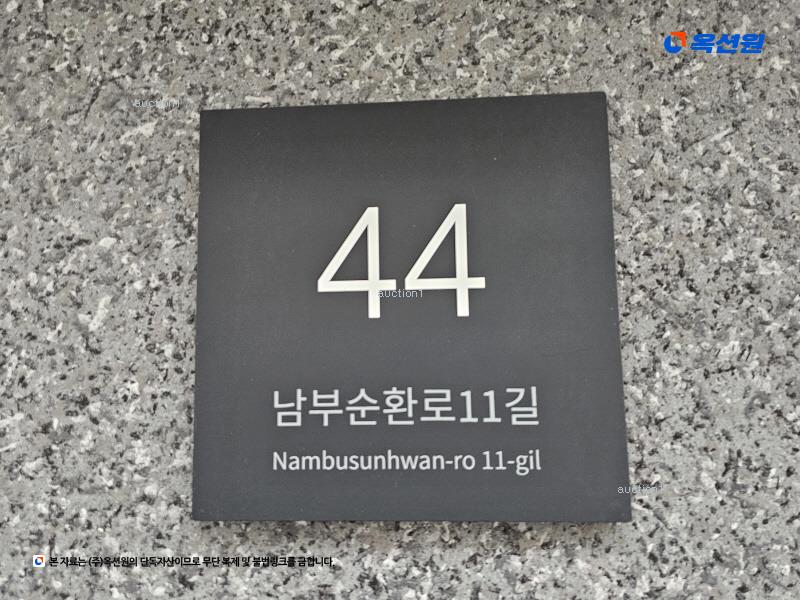 옥션원
auction1
44
auction1
남부순환로11길
Nambusunhwan-ro 11-gil
auction1
본 자료는 (주)옥션원의 단독자산이므로 무단 복제 및 불법링크를 금합니다.